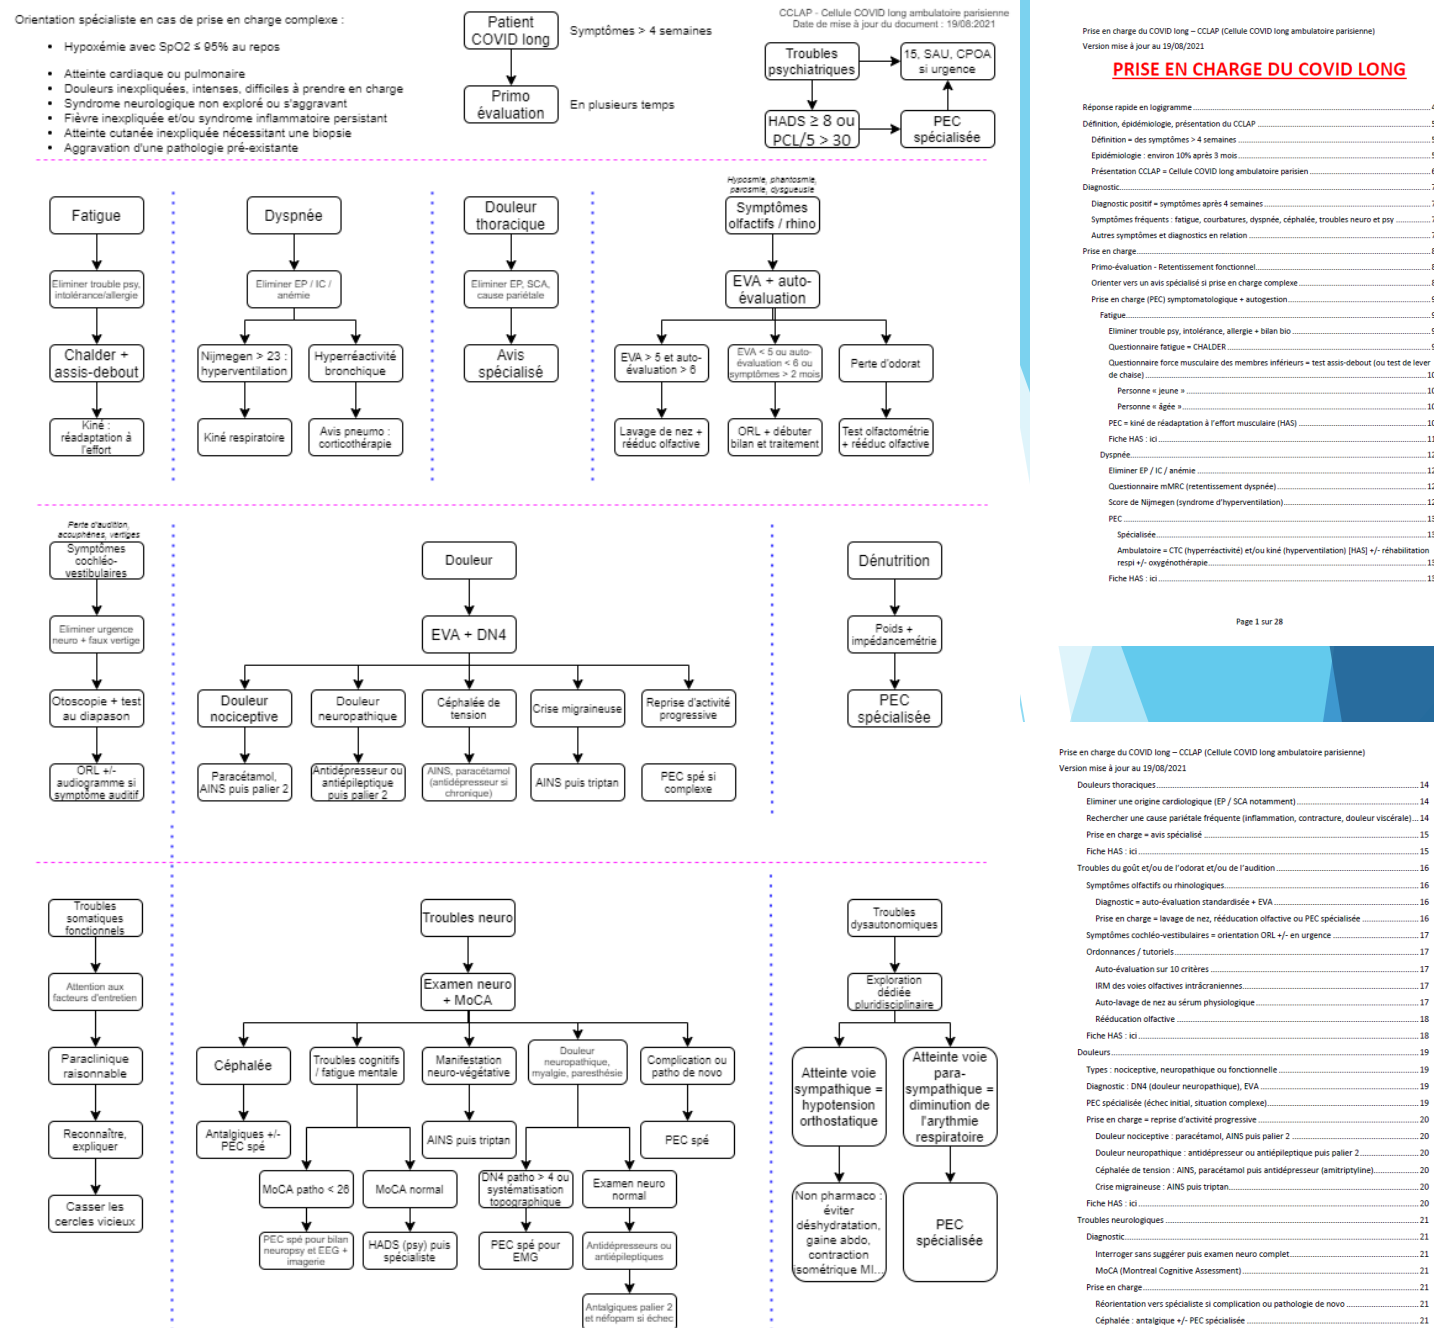 Orientation spécialiste en cas de prise en charge complexe :
Hypoxémie avec SpO2 ≤ 95% au repos
Atteinte cardiaque ou pulmonaire
Douleurs inexpliquées, intenses, difficiles à prendre en charge
Syndrome neurologique non exploré ou s'aggravant
Fièvre inexpliquée et/ou syndrome inflammatoire persistant
Atteinte cutanée inexpliquée nécessitant une biopsie
Aggravation d'une pathologie pré-existante
Patient
COVID long
Symptômes > 4 semaines
Primo
évaluation
En plusieurs temps
CCLAP - Cellule COVID long ambulatoire parisienne
Date de mise à jour du document : 19/08:2021
Troubles
psychiatriques
15, SAU, CPOA
si urgence
HADS ≥ 8 ou
PCL/5 > 30
PEC
spécialisée
Fatigue
Eliminer trouble psy,
intolérance/allergie
Chalder +
assis-debout
Kiné :
réadaptation à
l'effort
Dyspnée
Eliminer EP / IC /
anémie
Nijmegen > 23 :
hyperventilation
Hyperréactivité
bronchique
Kiné respiratoire
Avis pneumo :
corticothérapie
Douleur
thoracique
Eliminer EP, SCA,
cause pariétale
Avis
spécialisé
Hyposmie, phantosmie,
parosmie, dysgueusie
Symptômes
olfactifs / rhino
EVA + auto-
évaluation
EVA > 5 et auto-
évaluation > 6
EVA < 5 ou auto-
évaluation < 6 ou
symptômes > 2 mois
Perte d'odorat
Lavage de nez +
rééduc olfactive
ORL + débuter
bilan et traitement
Test olfactométrie
+ rééduc olfactive
Perte d'audition,
acouphènes, vertiges
Symptômes
cochléo-
vestibulaires
Eliminer urgence
neuro + faux vertige
Otoscopie + test
au diapason
ORL +/-
audiogramme si
symptôme auditif
Douleur
EVA + DN4
Douleur
nociceptive
Douleur
neuropathique
Céphalée de
tension
Crise migraineuse
Reprise d'activité
progressive
Paracétamol,
AINS puis palier 2
Antidépresseur ou
antiépileptique
puis palier 2
AINS, paracétamol
(antidépresseur si
chronique)
AINS puis triptan
PEC spé si
complexe
Dénutrition
Poids +
impédancemétrie
PEC
spécialisée
Troubles
somatiques
fonctionnels
Attention aux
facteurs d'entretien
Paraclinique
raisonnable
Reconnaître,
expliquer
Casser les
cercles vicieux
Troubles neuro
Examen neuro
+ MoCA
Céphalée
Troubles cognitifs
/ fatigue mentale
Manifestation
neuro-végétative
Douleur
neuropathique,
myalgie, paresthésie
Complication ou
patho de novo
Antalgiques +/-
PEC spé
AINS puis triptan
PEC spé
MoCA patho < 26
MoCA normal
DN4 patho > 4 ou
systématisation
topographique
Examen neuro
normal
PEC spé pour bilan
neuropsy et EEG +
imagerie
HADS (psy) puis
spécialiste
PEC spé pour
EMG
Antidépresseurs ou
antiépileptiques
Antalgiques palier 2
et néfopam si échec
Troubles
dysautonomiques
Exploration
dédiée
pluridisciplinaire
Atteinte voie
sympathique =
hypotension
orthostatique
Atteinte voie
para-
sympathique =
diminution de
l'arythmie
respiratoire
Non pharmaco :
éviter
déshydratation,
gaine abdo,
contraction
isométrique MI...
PEC
spécialisée
Prise en charge du COVID long – CCLAP (Cellule COVID long ambulatoire parisienne)
Version mise à jour au 19/08/2021
PRISE EN CHARGE DU COVID LONG
Réponse rapide en logigramme 4
Définition, épidémiologie, présentation du CCLAP 5
Définition = des symptômes > 4 semaines 5
Epidémiologie : environ 10% après 3 mois 5
Présentation CCLAP = Cellule COVID long ambulatoire parisien 6
Diagnostic 7
Diagnostic positif = symptômes après 4 semaines 7
Symptômes fréquents : fatigue, courbatures, dyspnée, céphalée, troubles neuro et psy 7
Autres symptômes et diagnostics en relation 7
Prise en charge 8
Primo-évaluation - Retentissement fonctionnel 8
Orienter vers un avis spécialisé si prise en charge complexe 8
Prise en charge (PEC) symptomatologique + autogestion 9
Fatigue 9
Eliminer trouble psy, intolérance, allergie + bilan bio 9
Questionnaire fatigue = CHALDER 9
Questionnaire force musculaire des membres inférieurs = test assis-debout (ou test de lever
de chaise) 10
Personne « jeune » 10
Personne « âgée » 10
PEC = kiné de réadaptation à l'effort musculaire (HAS) 10
Fiche HAS : ici 11
Dyspnée 12
Eliminer EP / IC / anémie 12
Questionnaire mMRC (retentissement dyspnée) 12
Score de Nijmegen (syndrome d'hyperventilation) 12
PEC 13
Spécialisée 13
Ambulatoire = CTC (hyperréactivité) et/ou kiné (hyperventilation) [HAS] +/- réhabilitation
respi +/- oxygénothérapie 13
Fiche HAS : ici 13
Page 1 sur 28
Prise en charge du COVID long – CCLAP (Cellule COVID long ambulatoire parisienne)
Version mise à jour au 19/08/2021
Douleurs thoraciques 14
Eliminer une origine cardiologique (EP / SCA notamment) 14
Rechercher une cause pariétale fréquente (inflammation, contracture, douleur viscérale) 14
Prise en charge = avis spécialisé 15
Fiche HAS : ici 15
Troubles du goût et/ou de l'odorat et/ou de l'audition 16
Symptômes olfactifs ou rhinologiques 16
Diagnostic = auto-évaluation standardisée + EVA 16
Prise en charge = lavage de nez, rééducation olfactive ou PEC spécialisée 16
Symptômes cochléo-vestibulaires = orientation ORL +/- en urgence 17
Ordonnances / tutoriels 17
Auto-évaluation sur 10 critères 17
IRM des voies olfactives intrâcraniennes 17
Auto-lavage de nez au sérum physiologique 17
Rééducation olfactive 18
Fiche HAS : ici 18
Douleurs 19
Types : nociceptive, neuropathique ou fonctionnelle 19
Diagnostic : DN4 (douleur neuropathique), EVA 19
PEC spécialisée (échec initial, situation complexe) 19
Prise en charge = reprise d'activité progressive 20
Douleur nociceptive : paracétamol, AINS puis palier 2 20
Douleur neuropathique : antidépresseur ou antiépileptique puis palier 2 20
Céphalée de tension : AINS, paracétamol puis antidépresseur (amitriptyline) 20
Crise migraineuse : AINS puis triptan 20
Fiche HAS : ici 20
Troubles neurologiques 21
Diagnostic 21
Interroger sans suggérer puis examen neuro complet 21
MoCA (Montreal Cognitive Assessment) 21
Prise en charge 21
Réorientation vers spécialiste si complication ou pathologie de novo 21
Céphalée : antalgique +/- PEC spécialisée 21